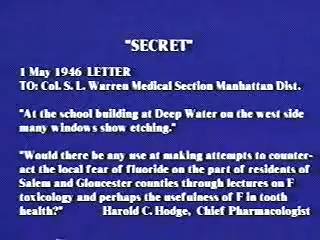 "SECRET"
1 May 1946 LETTER
TO: Col. S. L. Warren Medical Section Manhattan Dist.
"At the school building at Deep Water on the west side
many windows show etching."
"Would there be any use at making attempts to counter-
act the local fear of fluoride on the part of residents of
Salem and Gloucester counties through lectures on F
toxicology and perhaps the usefulness of F in tooth
health?" Harold C. Hodge, Chief Pharmacologist